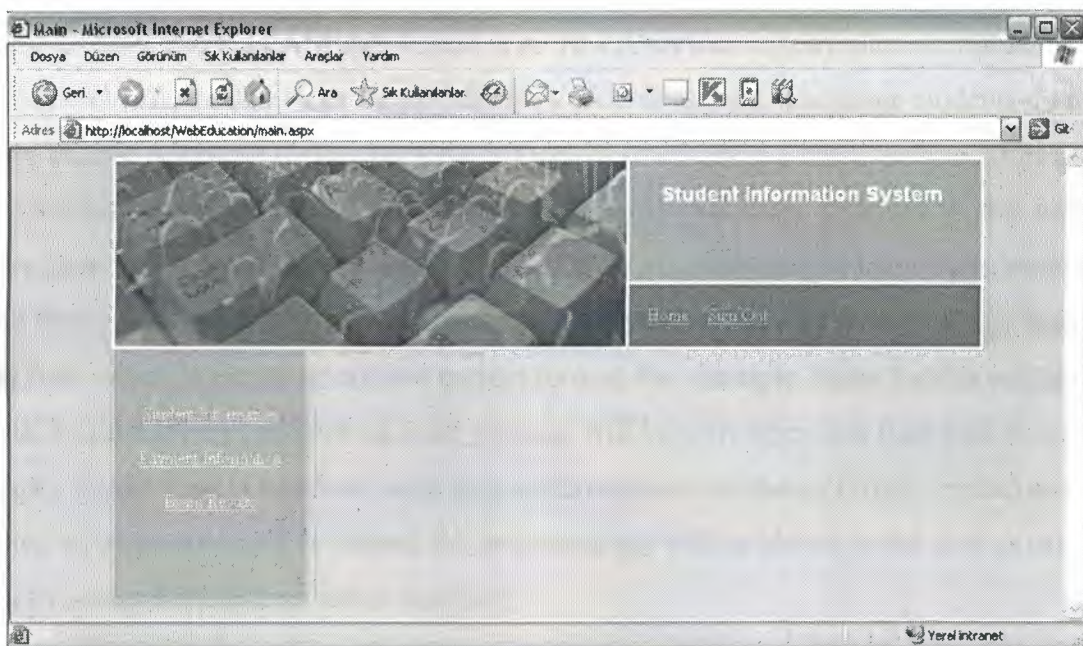 Main - Microsoft Internet Explorer
Dosya Düzen Görünüm Sık Kullanılanlar Araçlar Yardım
Geri Ara Sık Kullanılanlar
Adres http://localhost/WebEducation/main.aspx Git
Student Information System
Home Sign Out
Student Information
Payment Information
Exam Results
Yerel intranet